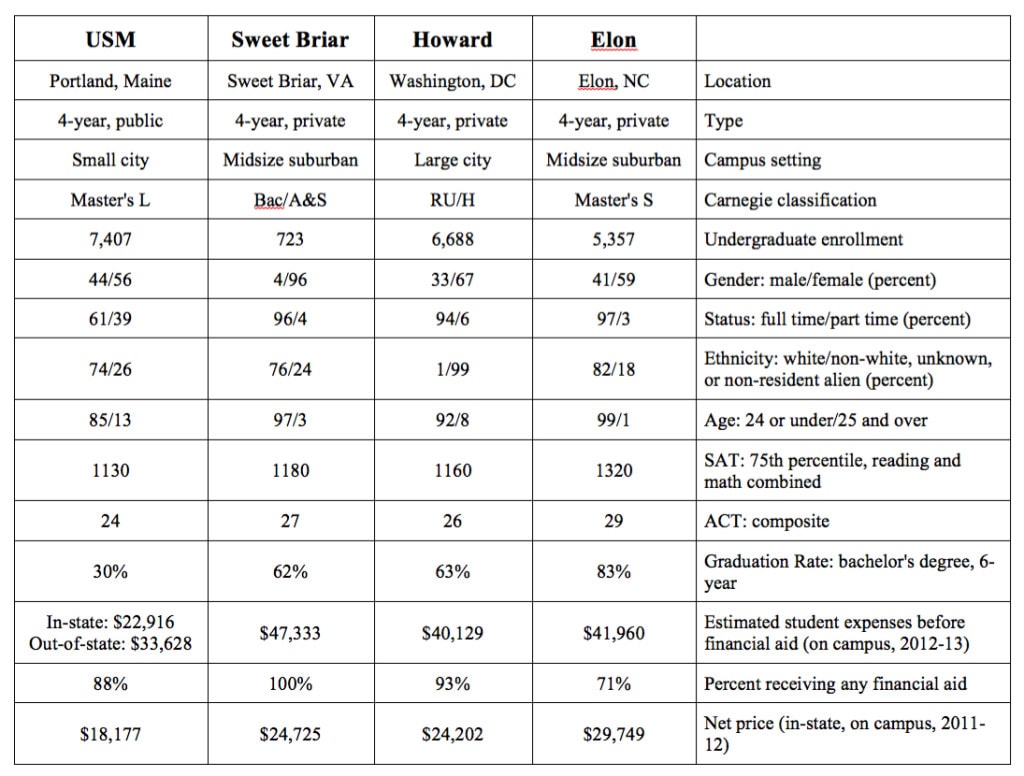 USM Sweet Briar Howard Elon
Portland, Maine Sweet Briar, VA Washington, DC Elon, NC Location
4-year, public 4-year, private 4-year, private 4-year, private Type
Small city Midsize suburban Large city Midsize suburban Campus setting
Master's L Bac/A&S RU/H Master's S Carnegie classification
7,407 723 6,688 5,357 Undergraduate enrollment
44/56 4/96 33/67 41/59 Gender: male/female (percent)
61/39 96/4 94/6 97/3 Status: full time/part time (percent)
74/26 76/24 1/99 82/18 Ethnicity: white/non-white, unknown,
or non-resident alien (percent)
85/13 97/3 92/8 99/1 Age: 24 or under/25 and over
1130 1180 1160 1320 SAT: 75th percentile, reading and
math combined
24 27 26 29 ACT: composite
30% 62% 63% 83% Graduation Rate: bachelor's degree, 6-
year
In-state: $22,916
Out-of-state: $33,628 $47,333 $40,129 $41,960 Estimated student expenses before
financial aid (on campus, 2012-13)
88% 100% 93% 71% Percent receiving any financial aid
$18,177 $24,725 $24,202 $29,749 Net price (in-state, on campus, 2011-
12)